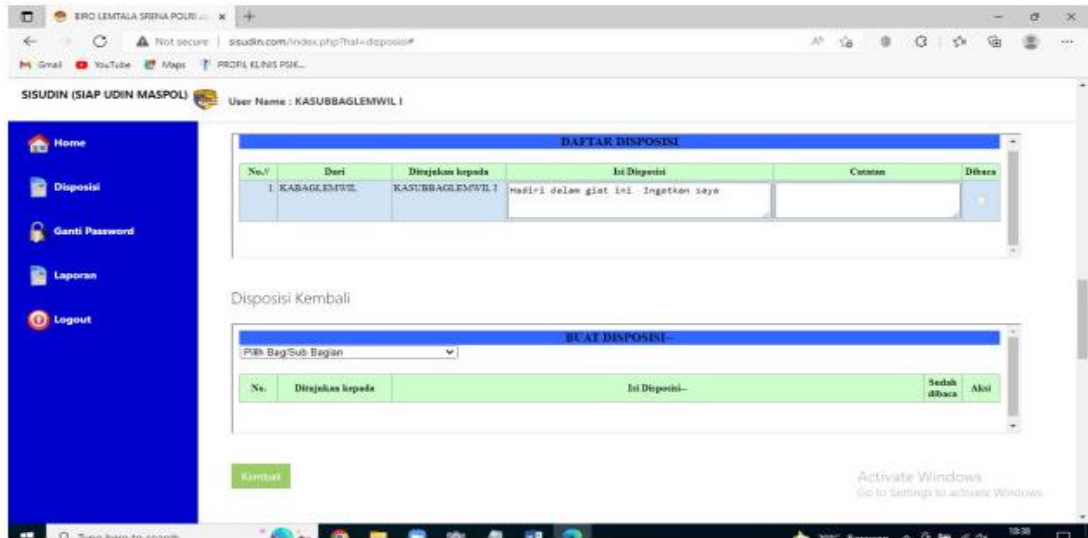 BIRO LEMTALA SRENA POLRI
Not secure | sisudin.com/index.php?hal=disposisi#
Gmail YouTube Maps PROFIL KLINIS PSIK...
SISUDIN (SIAP UDIN MASPOL)
User Name : KASUBBAGLEMWIL I
Home
Disposisi
Ganti Password
Laporan
Logout
DAFTAR DISPOSISI
No.// Dari Ditujukan kepada Isi Disposisi Catatan Dibaca
1 KABAGLEMWIL KASUBBAGLEMWIL I Hadiri dalam giat ini Ingatkan saya
Disposisi Kembali
BUAT DISPOSISI--
Pilih Bag/Sub Bagian
No. Ditujukan kepada Isi Disposisi-- Sudah dibaca Aksi
Kembali
Activate Windows
Go to Settings to activate Windows.
Type here to search
10:38